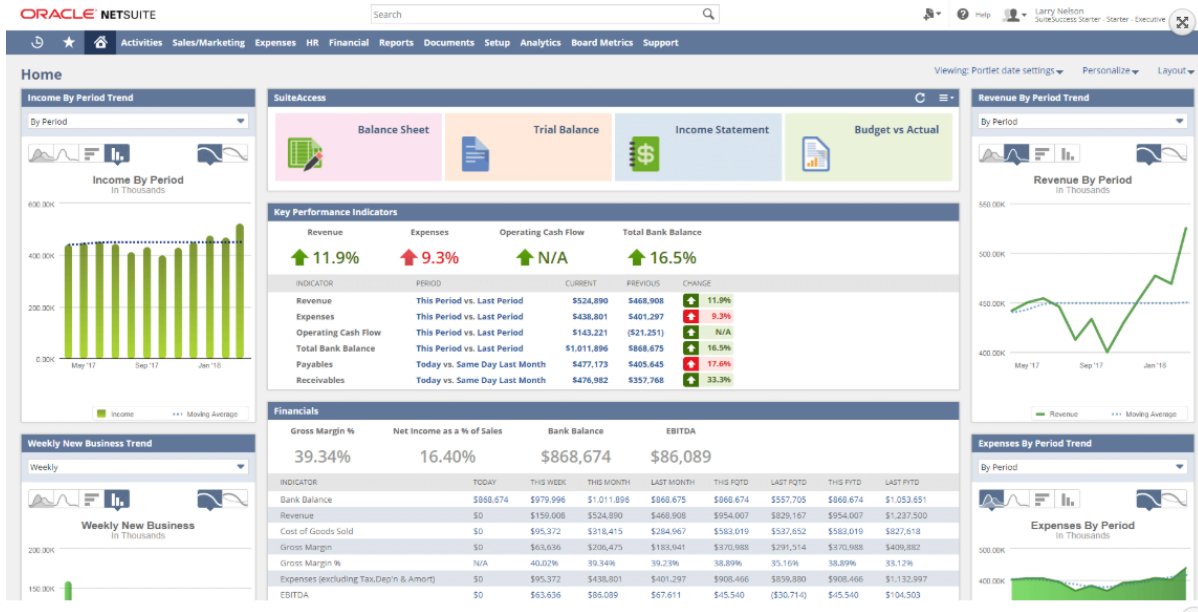 ORACLE NETSUITE
Search
Help
Larry Nelson
SuiteSuccess Starter - Starter - Executive
Activities Sales/Marketing Expenses HR Financial Reports Documents Setup Analytics Board Metrics Support
Home
Viewing: Portlet date settings Personalize Layout
Income By Period Trend
By Period
Income By Period
In Thousands
600.00K
400.00K
200.00K
0.00K
May '17 Sep '17 Jan '18
Income Moving Average
Weekly New Business Trend
Weekly
Weekly New Business
In Thousands
200.00K
150.00K
SuiteAccess
Balance Sheet Trial Balance Income Statement Budget vs Actual
Key Performance Indicators
Revenue Expenses Operating Cash Flow Total Bank Balance
11.9% 9.3% N/A 16.5%
INDICATOR PERIOD CURRENT PREVIOUS CHANGE
Revenue This Period vs. Last Period $524,890 $468,908 11.9%
Expenses This Period vs. Last Period $438,801 $401,297 9.3%
Operating Cash Flow This Period vs. Last Period $143,221 ($21,251) N/A
Total Bank Balance This Period vs. Last Period $1,011,896 $868,675 16.5%
Payables Today vs. Same Day Last Month $477,173 $405,645 17.6%
Receivables Today vs. Same Day Last Month $476,982 $357,768 33.3%
Financials
Gross Margin % Net Income as a % of Sales Bank Balance EBITDA
39.34% 16.40% $868,674 $86,089
INDICATOR TODAY THIS WEEK THIS MONTH LAST MONTH THIS FQTD LAST FQTD THIS FYTD LAST FYTD
Bank Balance $868,674 $979,996 $1,011,896 $868,675 $868,674 $557,705 $868,674 $1,053,651
Revenue $0 $159,008 $524,890 $468,908 $954,007 $829,167 $954,007 $1,237,500
Cost of Goods Sold $0 $95,372 $318,415 $284,967 $583,019 $537,652 $583,019 $827,618
Gross Margin $0 $63,636 $206,475 $183,941 $370,988 $291,514 $370,988 $409,882
Gross Margin % N/A 40.02% 39.34% 39.23% 38.89% 35.16% 38.89% 33.12%
Expenses (excluding Tax,Dep'n & Amort) $0 $95,372 $438,801 $401,297 $908,466 $859,880 $908,466 $1,132,997
EBITDA $0 $63,636 $86,089 $67,611 $45,540 ($30,714) $45,540 $104,503
Revenue By Period Trend
By Period
Revenue By Period
In Thousands
550.00K
500.00K
450.00K
400.00K
May '17 Sep '17 Jan '18
Revenue Moving Average
Expenses By Period Trend
By Period
Expenses By Period
In Thousands
500.00K
400.00K